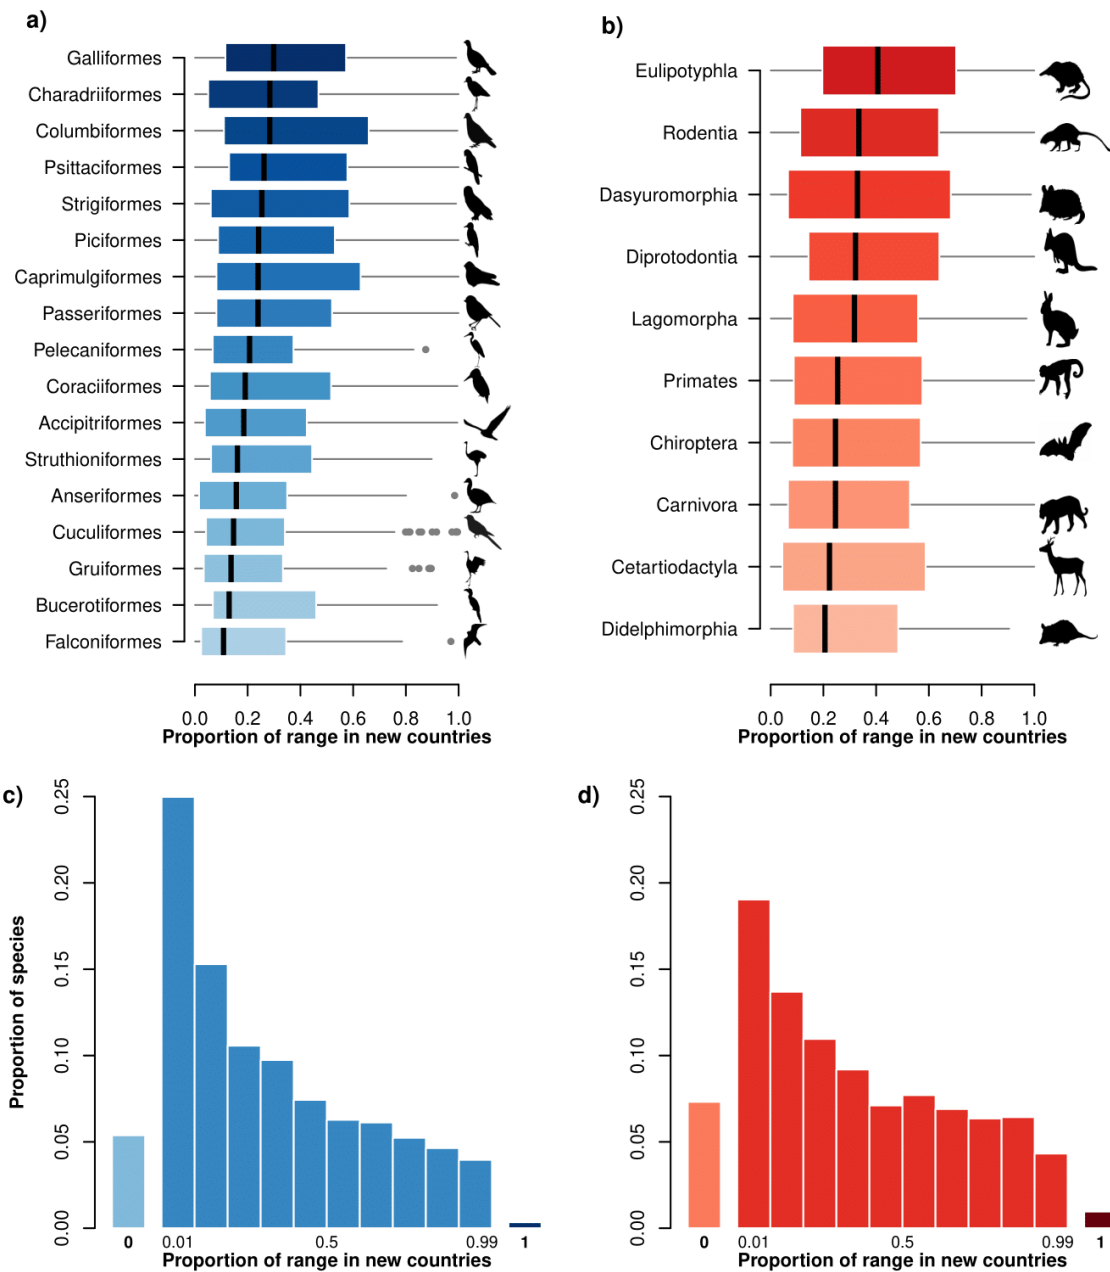 a)
Galliformes
Charadriiformes
Columbiformes
Psittaciformes
Strigiformes
Piciformes
Caprimulgiformes
Passeriformes
Pelecaniformes
Coraciiformes
Accipitriformes
Struthioniformes
Anseriformes
Cuculiformes
Gruiformes
Bucerotiformes
Falconiformes
0.0 0.2 0.4 0.6 0.8 1.0
Proportion of range in new countries
b)
Eulipotyphla
Rodentia
Dasyuromorphia
Diprotodontia
Lagomorpha
Primates
Chiroptera
Carnivora
Cetartiodactyla
Didelphimorphia
0.0 0.2 0.4 0.6 0.8 1.0
Proportion of range in new countries
c)
Proportion of species
0.25
0.20
0.15
0.10
0.05
0.00
0 0.01 0.5 0.99 1
Proportion of range in new countries
d)
0.25
0.20
0.15
0.10
0.05
0.00
0 0.01 0.5 0.99 1
Proportion of range in new countries